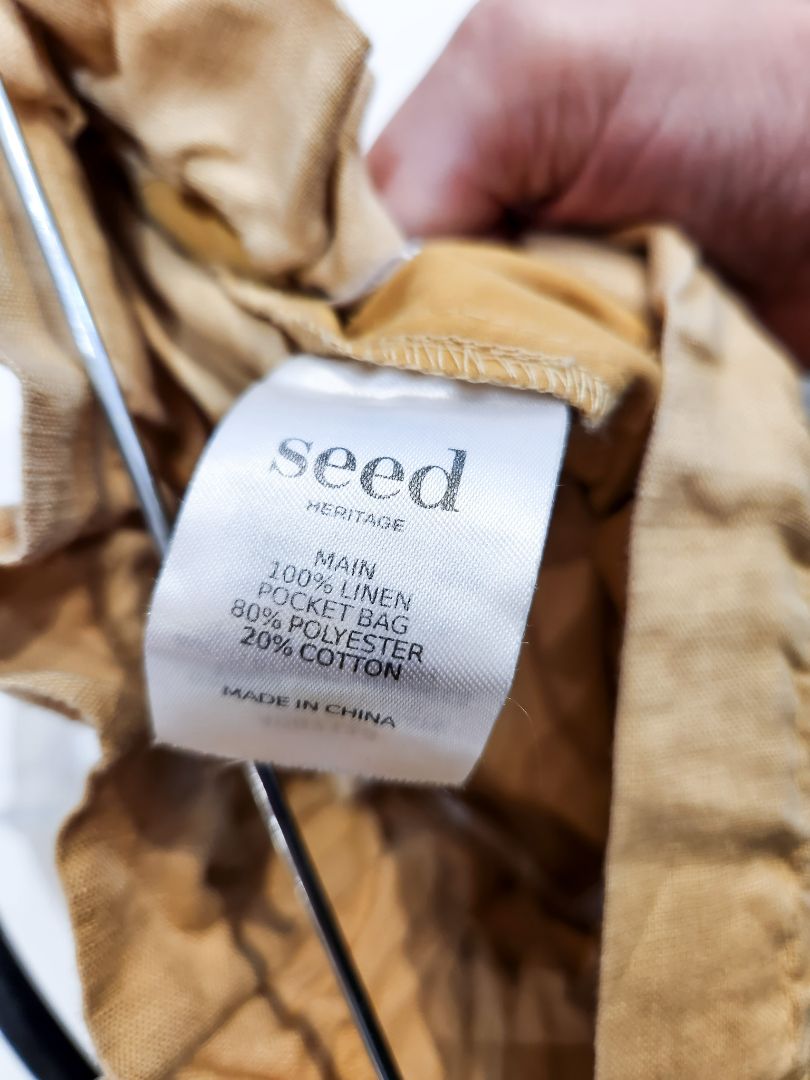 seed
HERITAGE
MAIN
100% LINEN
POCKET BAG
80% POLYESTER
20% COTTON
MADE IN CHINA